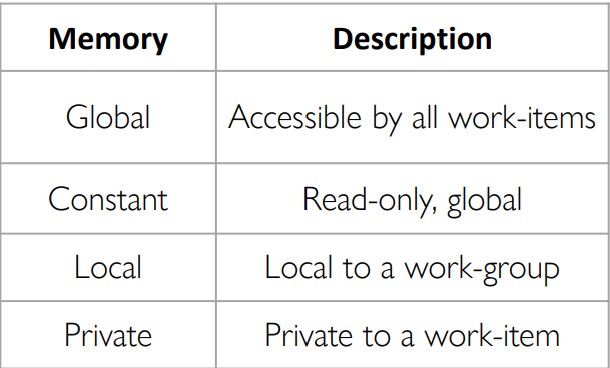 Memory Description
Global Accessible by all work-items
Constant Read-only, global
Local Local to a work-group
Private Private to a work-item